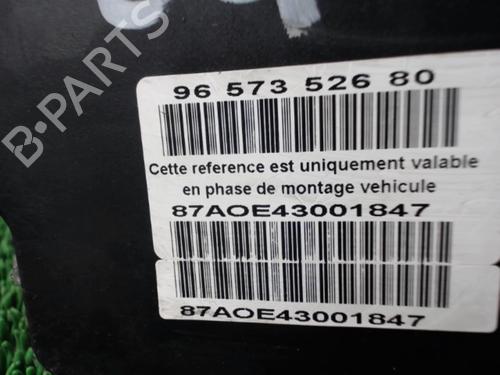 B-PARTS
96 573 526 80
Cette reference est uniquement valable
en phase de montage vehicule
87AOE43001847
87AOE43001847